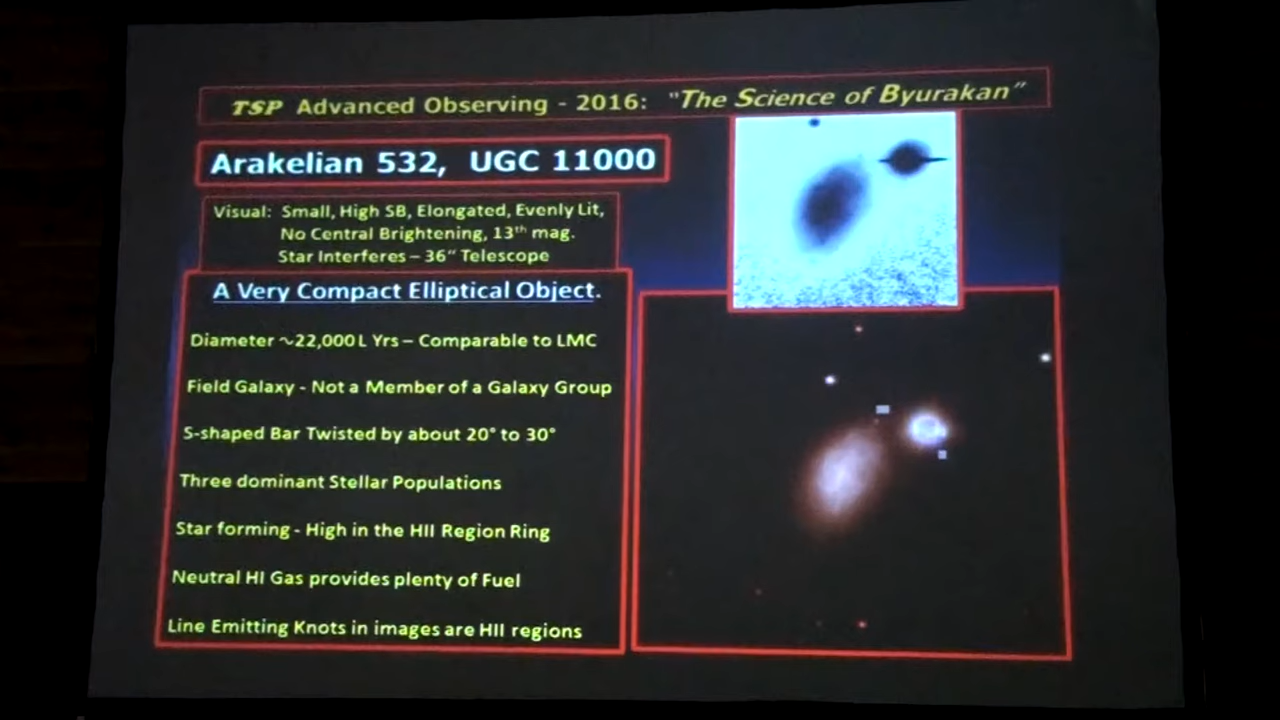 TSP Advanced Observing - 2016: "The Science of Byurakan"
Arakelian 532, UGC 11000
Visual: Small, High SB, Elongated, Evenly Lit,
No Central Brightening, 13th mag.
Star Interferes – 36" Telescope
A Very Compact Elliptical Object.
Diameter ~22,000 L Yrs – Comparable to LMC
Field Galaxy - Not a Member of a Galaxy Group
S-shaped Bar Twisted by about 20° to 30°
Three dominant Stellar Populations
Star forming - High in the HII Region Ring
Neutral HI Gas provides plenty of Fuel
Line Emitting Knots in images are HII regions